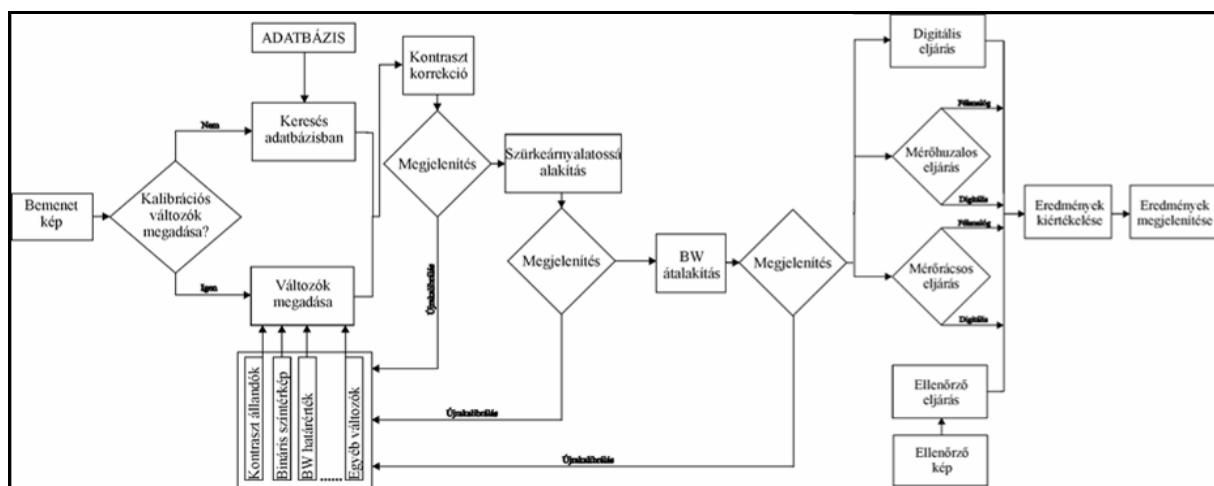 ADATBÁZIS
Bemenet
kép
Kalibrációs
változók
megadása?
Nem
Igen
Keresés
adatbázisban
Változók
megadása
Kontraszt állandók
Bináris színtérkép
BW határérték
......
Egyéb változók
Kontraszt
korrekció
Megjelenítés
Újrakalibrálás
Szürkeárnyalatossá
alakítás
Megjelenítés
Újrakalibrálás
BW
átalakítás
Megjelenítés
Újrakalibrálás
Digitális
eljárás
Mérőhuzalos
eljárás
Félanalóg
Digitális
Mérőrácsos
eljárás
Félanalóg
Digitális
Ellenőrző
eljárás
Ellenőrző
kép
Eredmények
kiértékelése
Eredmények
megjelenítése